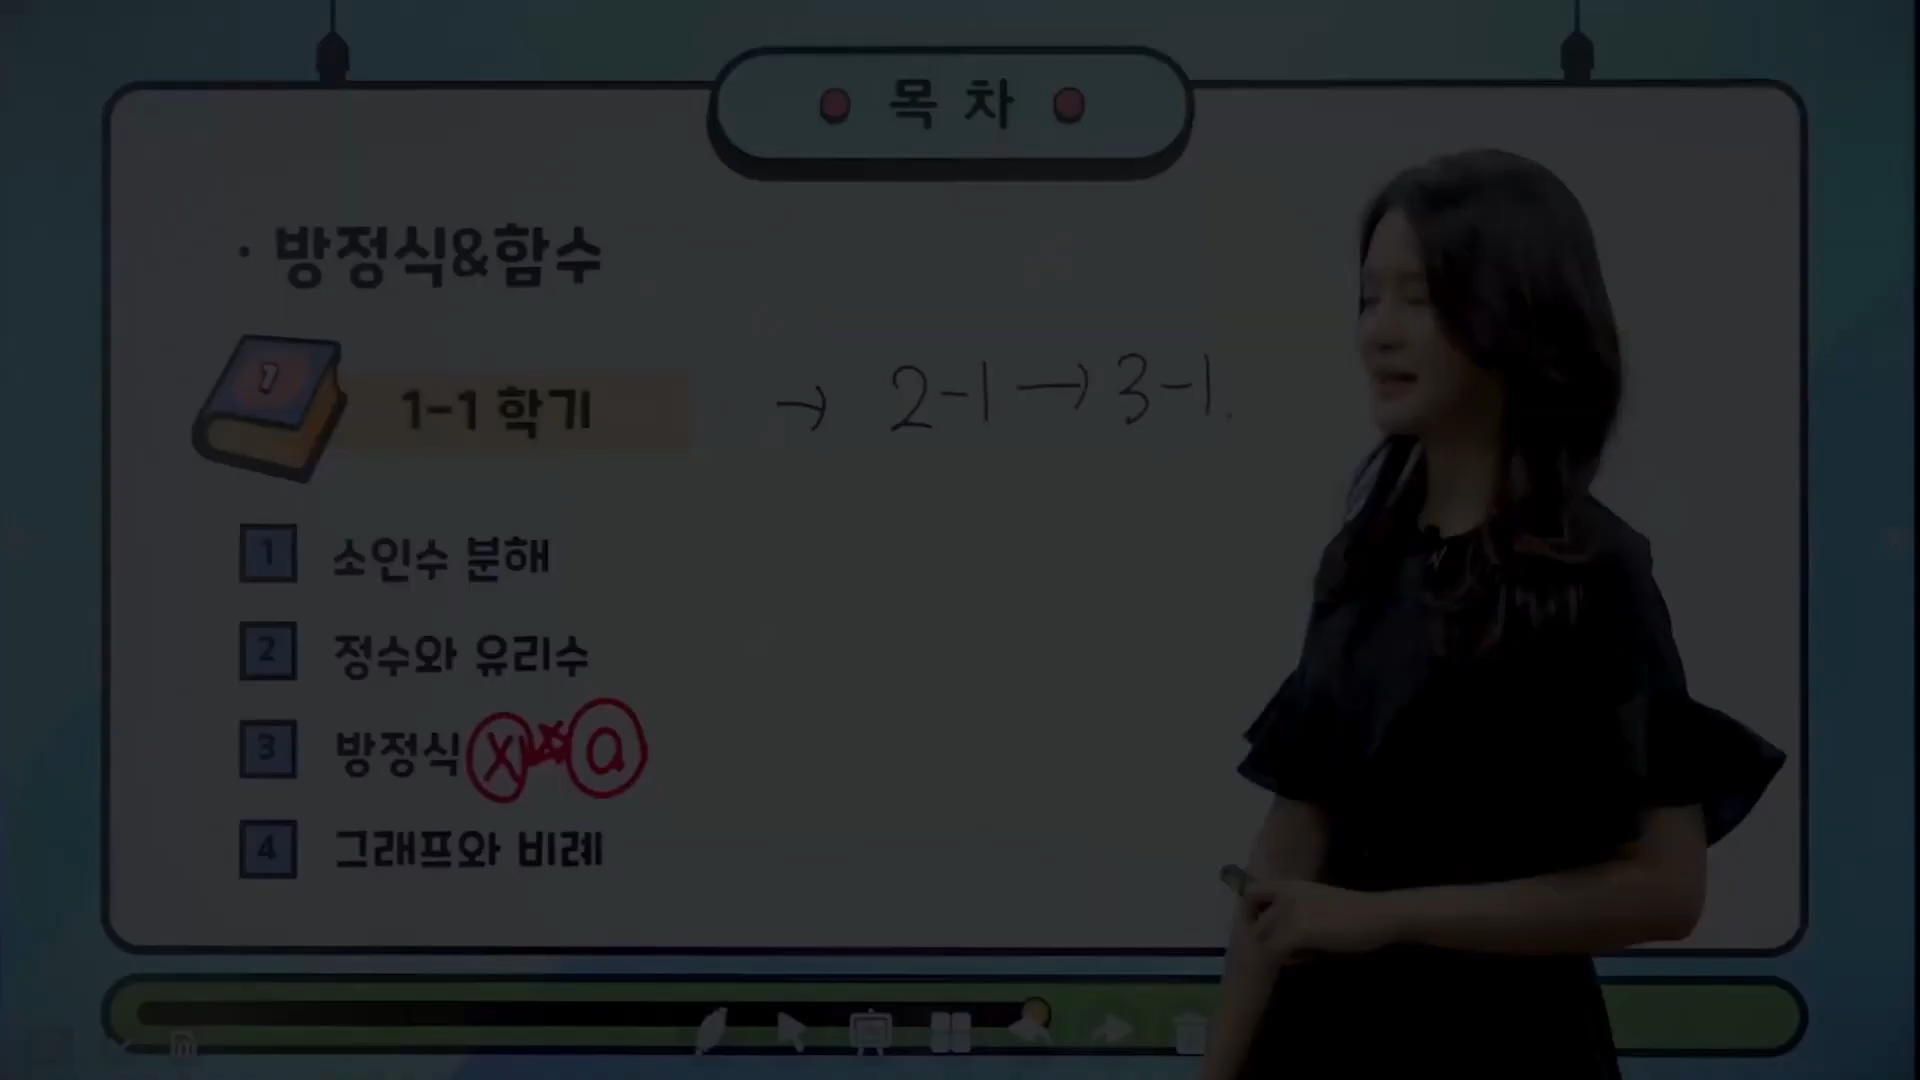 목 차
· 방정식&함수
1
1-1 학기 → 2-1 → 3-1.
1 소인수 분해
2 정수와 유리수
3 방정식 X Q
4 그래프와 비례